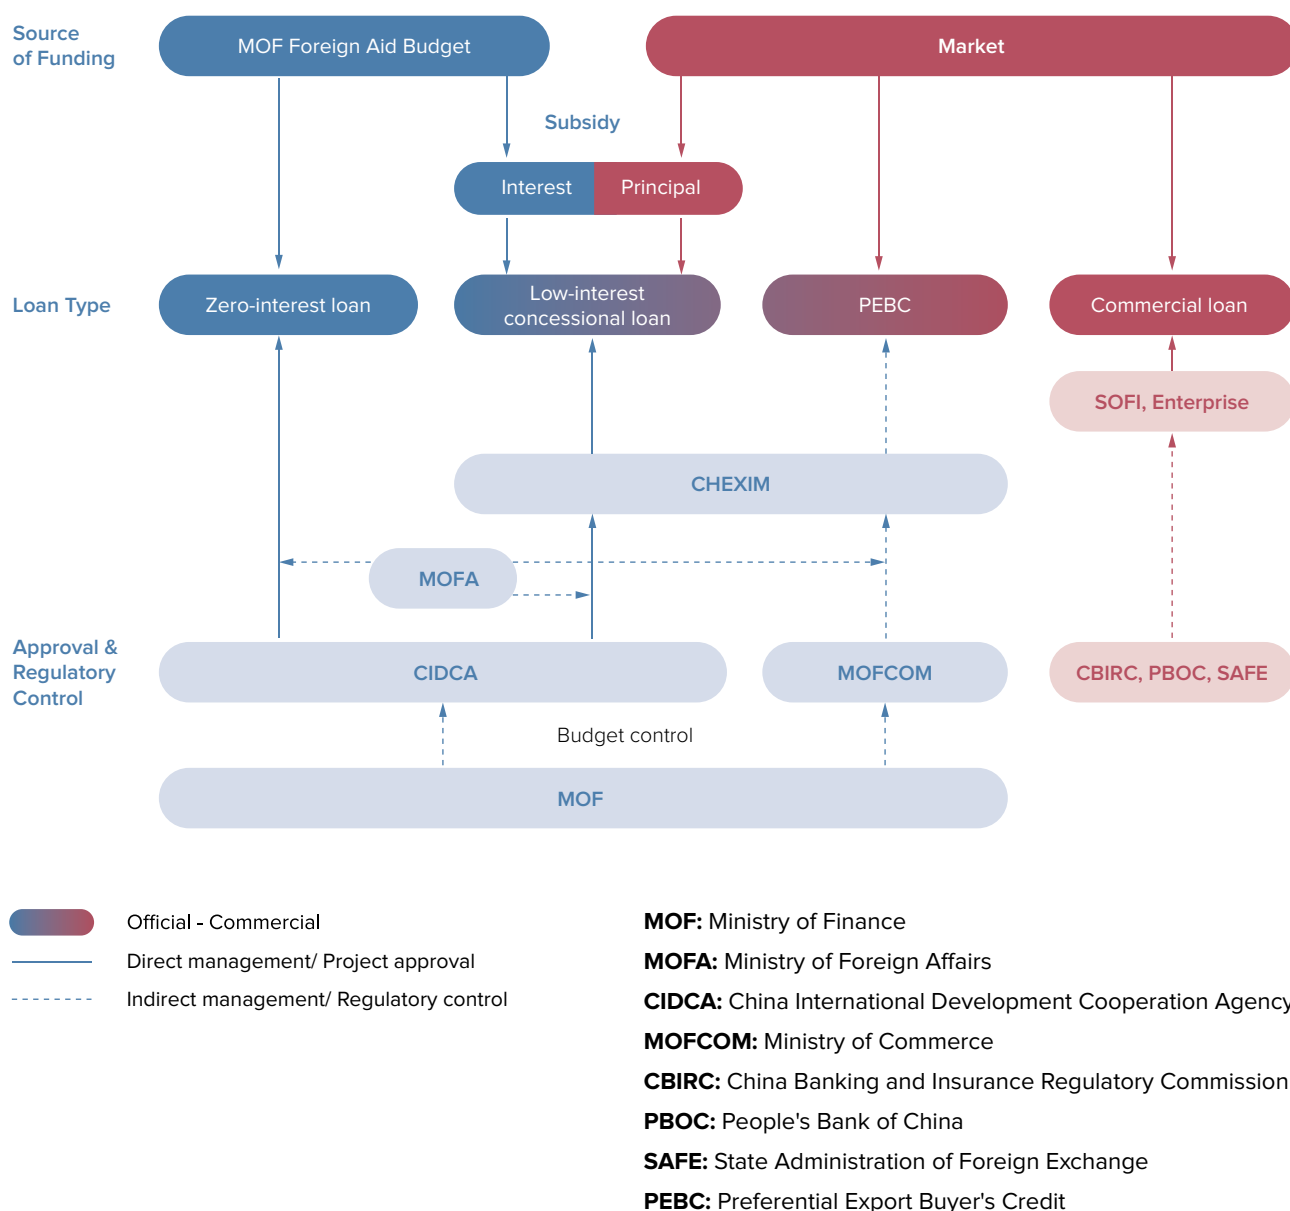 Source
of Funding
MOF Foreign Aid Budget
Market
Subsidy
Interest
Principal
Loan Type
Zero-interest loan
Low-interest
concessional loan
PEBC
Commercial loan
SOFI, Enterprise
CHEXIM
MOFA
Approval &
Regulatory
Control
CIDCA
MOFCOM
CBIRC, PBOC, SAFE
Budget control
MOF
Official - Commercial
Direct management/ Project approval
Indirect management/ Regulatory control
MOF: Ministry of Finance
MOFA: Ministry of Foreign Affairs
CIDCA: China International Development Cooperation Agency
MOFCOM: Ministry of Commerce
CBIRC: China Banking and Insurance Regulatory Commission
PBOC: People's Bank of China
SAFE: State Administration of Foreign Exchange
PEBC: Preferential Export Buyer's Credit